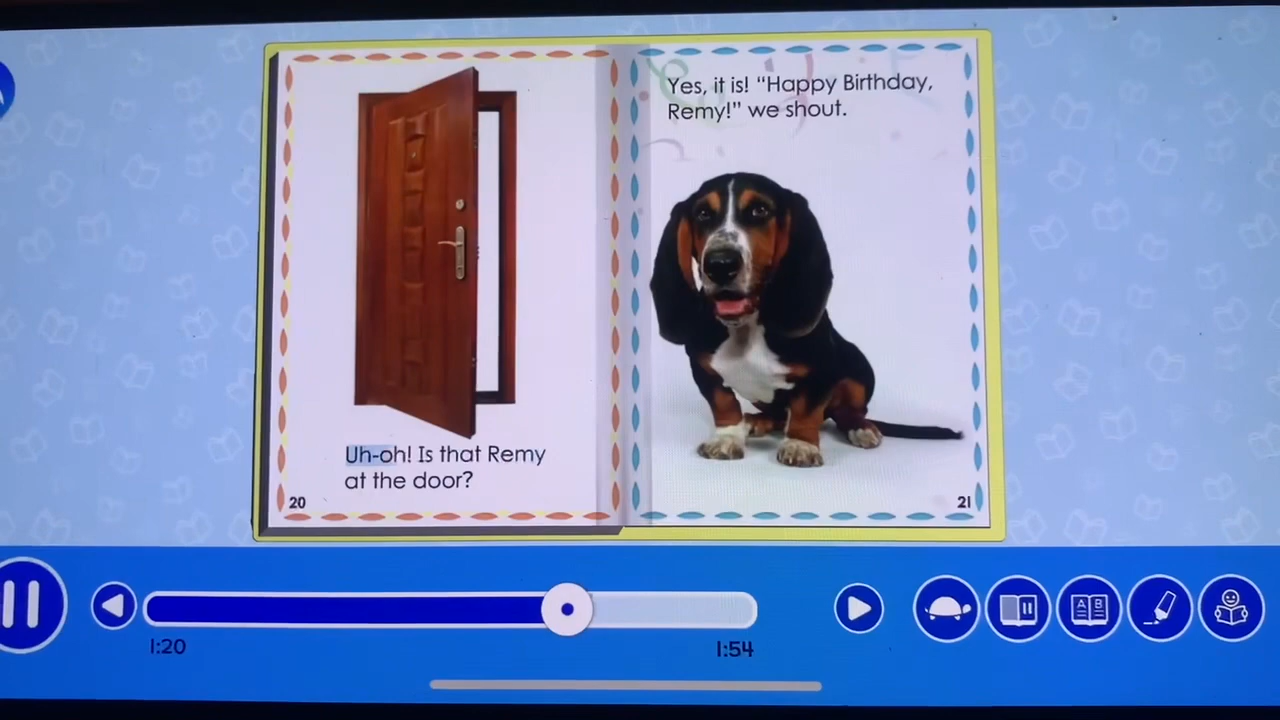 Uh-oh! Is that Remy
at the door?
20
Yes, it is! “Happy Birthday,
Remy!” we shout.
21
1:20
1:54
A B